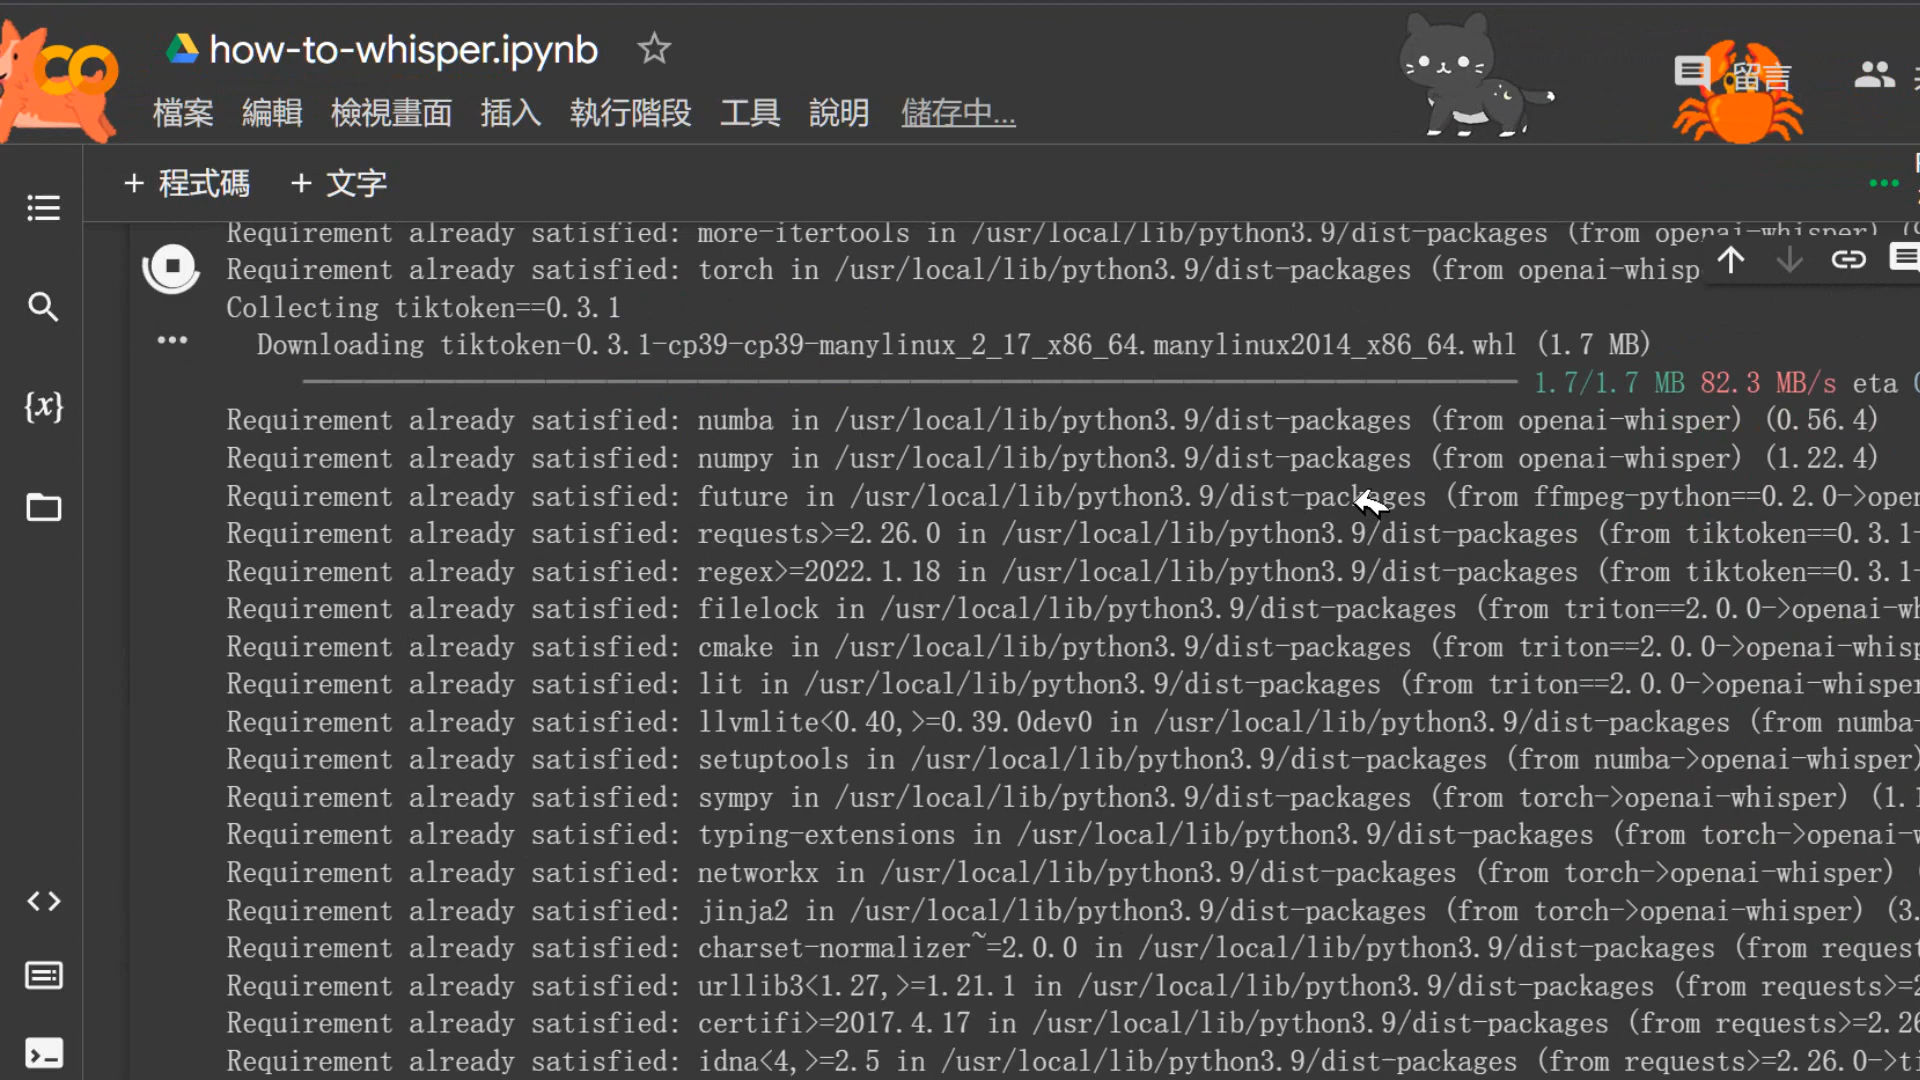 how-to-whisper.ipynb
檔案 編輯 檢視畫面 插入 執行階段 工具 說明 儲存中...
留言
+ 程式碼 + 文字
Requirement already satisfied: more-itertools in /usr/local/lib/python3.9/dist-packages (from openai-whisper)
Requirement already satisfied: torch in /usr/local/lib/python3.9/dist-packages (from openai-whisp
Collecting tiktoken==0.3.1
Downloading tiktoken-0.3.1-cp39-cp39-manylinux_2_17_x86_64.manylinux2014_x86_64.whl (1.7 MB)
1.7/1.7 MB 82.3 MB/s eta
Requirement already satisfied: numba in /usr/local/lib/python3.9/dist-packages (from openai-whisper) (0.56.4)
Requirement already satisfied: numpy in /usr/local/lib/python3.9/dist-packages (from openai-whisper) (1.22.4)
Requirement already satisfied: future in /usr/local/lib/python3.9/dist-packages (from ffmpeg-python==0.2.0->open
Requirement already satisfied: requests>=2.26.0 in /usr/local/lib/python3.9/dist-packages (from tiktoken==0.3.1-
Requirement already satisfied: regex>=2022.1.18 in /usr/local/lib/python3.9/dist-packages (from tiktoken==0.3.1-
Requirement already satisfied: filelock in /usr/local/lib/python3.9/dist-packages (from triton==2.0.0->openai-wh
Requirement already satisfied: cmake in /usr/local/lib/python3.9/dist-packages (from triton==2.0.0->openai-whisp
Requirement already satisfied: lit in /usr/local/lib/python3.9/dist-packages (from triton==2.0.0->openai-whisper
Requirement already satisfied: llvmlite<0.40,>=0.39.0dev0 in /usr/local/lib/python3.9/dist-packages (from numba-
Requirement already satisfied: setuptools in /usr/local/lib/python3.9/dist-packages (from numba->openai-whisper)
Requirement already satisfied: sympy in /usr/local/lib/python3.9/dist-packages (from torch->openai-whisper) (1.1
Requirement already satisfied: typing-extensions in /usr/local/lib/python3.9/dist-packages (from torch->openai-w
Requirement already satisfied: networkx in /usr/local/lib/python3.9/dist-packages (from torch->openai-whisper) (
Requirement already satisfied: jinja2 in /usr/local/lib/python3.9/dist-packages (from torch->openai-whisper) (3.
Requirement already satisfied: charset-normalizer~=2.0.0 in /usr/local/lib/python3.9/dist-packages (from request
Requirement already satisfied: urllib3<1.27,>=1.21.1 in /usr/local/lib/python3.9/dist-packages (from requests>=2
Requirement already satisfied: certifi>=2017.4.17 in /usr/local/lib/python3.9/dist-packages (from requests>=2.26
Requirement already satisfied: idna<4,>=2.5 in /usr/local/lib/python3.9/dist-packages (from requests>=2.26.0->ti